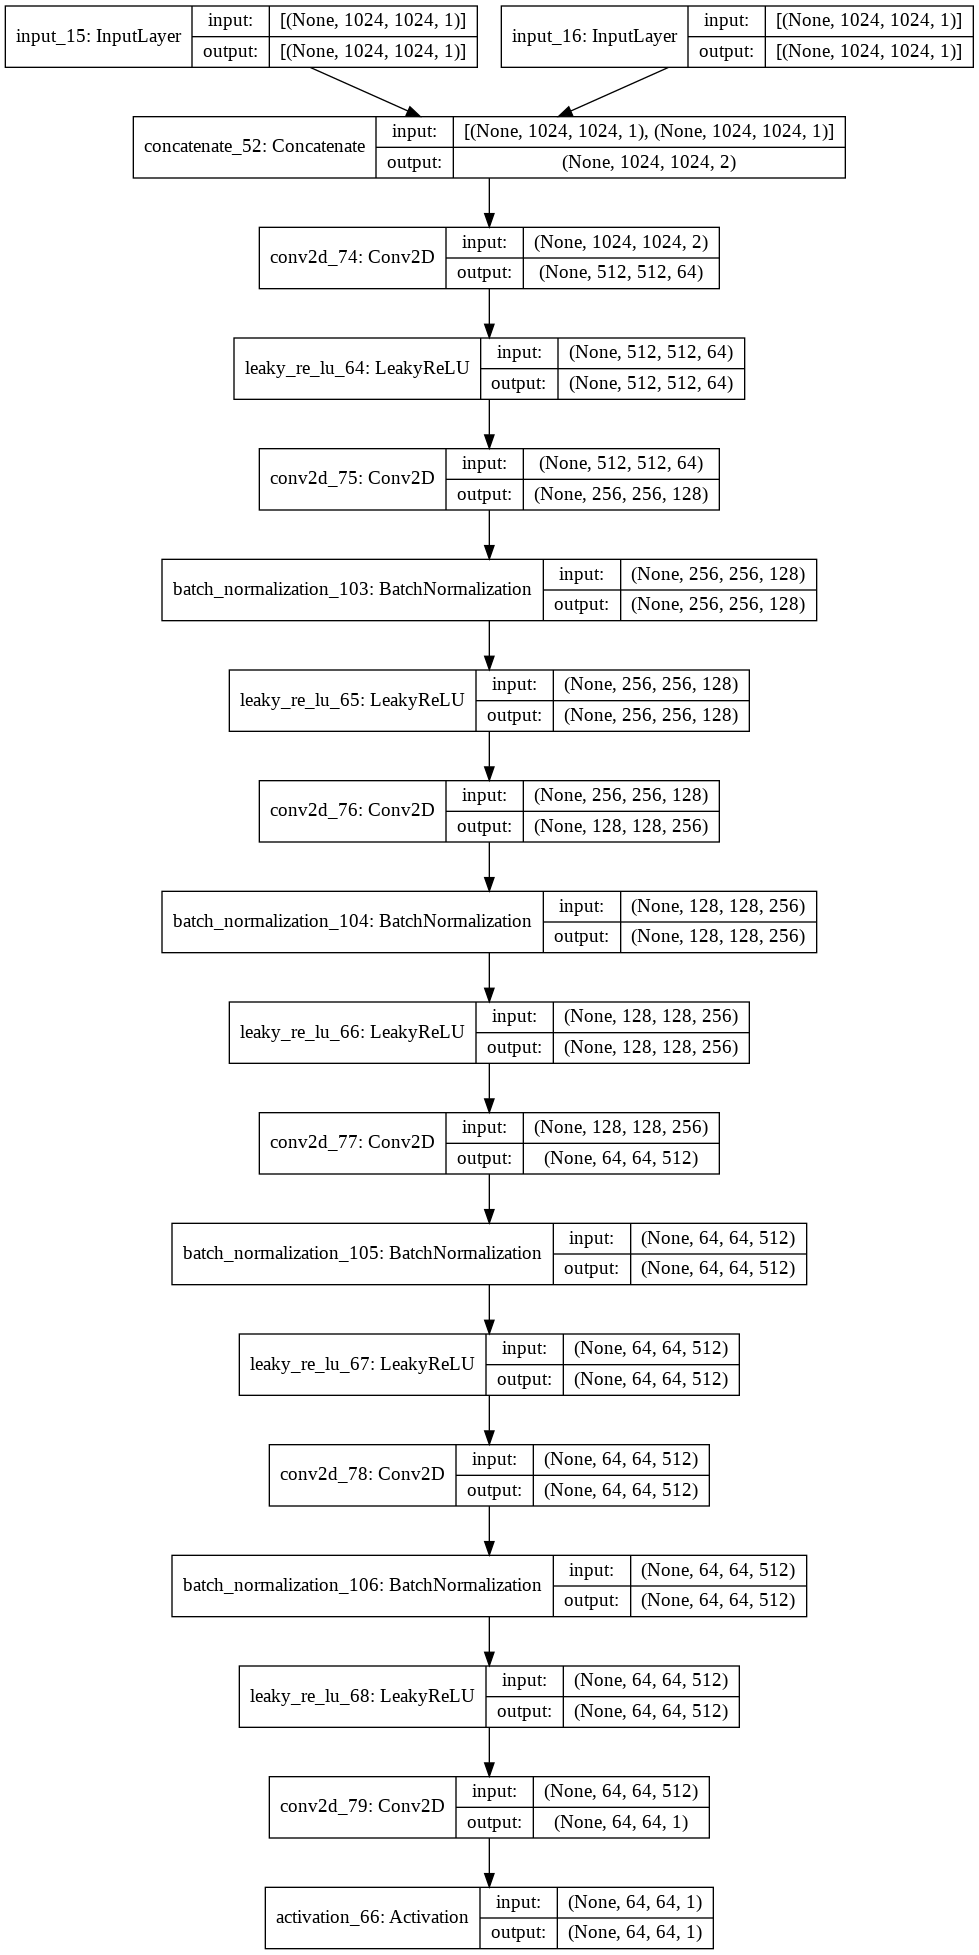 input_15: InputLayer
input: [(None, 1024, 1024, 1)]
output: [(None, 1024, 1024, 1)]
input_16: InputLayer
input: [(None, 1024, 1024, 1)]
output: [(None, 1024, 1024, 1)]
concatenate_52: Concatenate
input: [(None, 1024, 1024, 1), (None, 1024, 1024, 1)]
output: (None, 1024, 1024, 2)
conv2d_74: Conv2D
input: (None, 1024, 1024, 2)
output: (None, 512, 512, 64)
leaky_re_lu_64: LeakyReLU
input: (None, 512, 512, 64)
output: (None, 512, 512, 64)
conv2d_75: Conv2D
input: (None, 512, 512, 64)
output: (None, 256, 256, 128)
batch_normalization_103: BatchNormalization
input: (None, 256, 256, 128)
output: (None, 256, 256, 128)
leaky_re_lu_65: LeakyReLU
input: (None, 256, 256, 128)
output: (None, 256, 256, 128)
conv2d_76: Conv2D
input: (None, 256, 256, 128)
output: (None, 128, 128, 256)
batch_normalization_104: BatchNormalization
input: (None, 128, 128, 256)
output: (None, 128, 128, 256)
leaky_re_lu_66: LeakyReLU
input: (None, 128, 128, 256)
output: (None, 128, 128, 256)
conv2d_77: Conv2D
input: (None, 128, 128, 256)
output: (None, 64, 64, 512)
batch_normalization_105: BatchNormalization
input: (None, 64, 64, 512)
output: (None, 64, 64, 512)
leaky_re_lu_67: LeakyReLU
input: (None, 64, 64, 512)
output: (None, 64, 64, 512)
conv2d_78: Conv2D
input: (None, 64, 64, 512)
output: (None, 64, 64, 512)
batch_normalization_106: BatchNormalization
input: (None, 64, 64, 512)
output: (None, 64, 64, 512)
leaky_re_lu_68: LeakyReLU
input: (None, 64, 64, 512)
output: (None, 64, 64, 512)
conv2d_79: Conv2D
input: (None, 64, 64, 512)
output: (None, 64, 64, 1)
activation_66: Activation
input: (None, 64, 64, 1)
output: (None, 64, 64, 1)